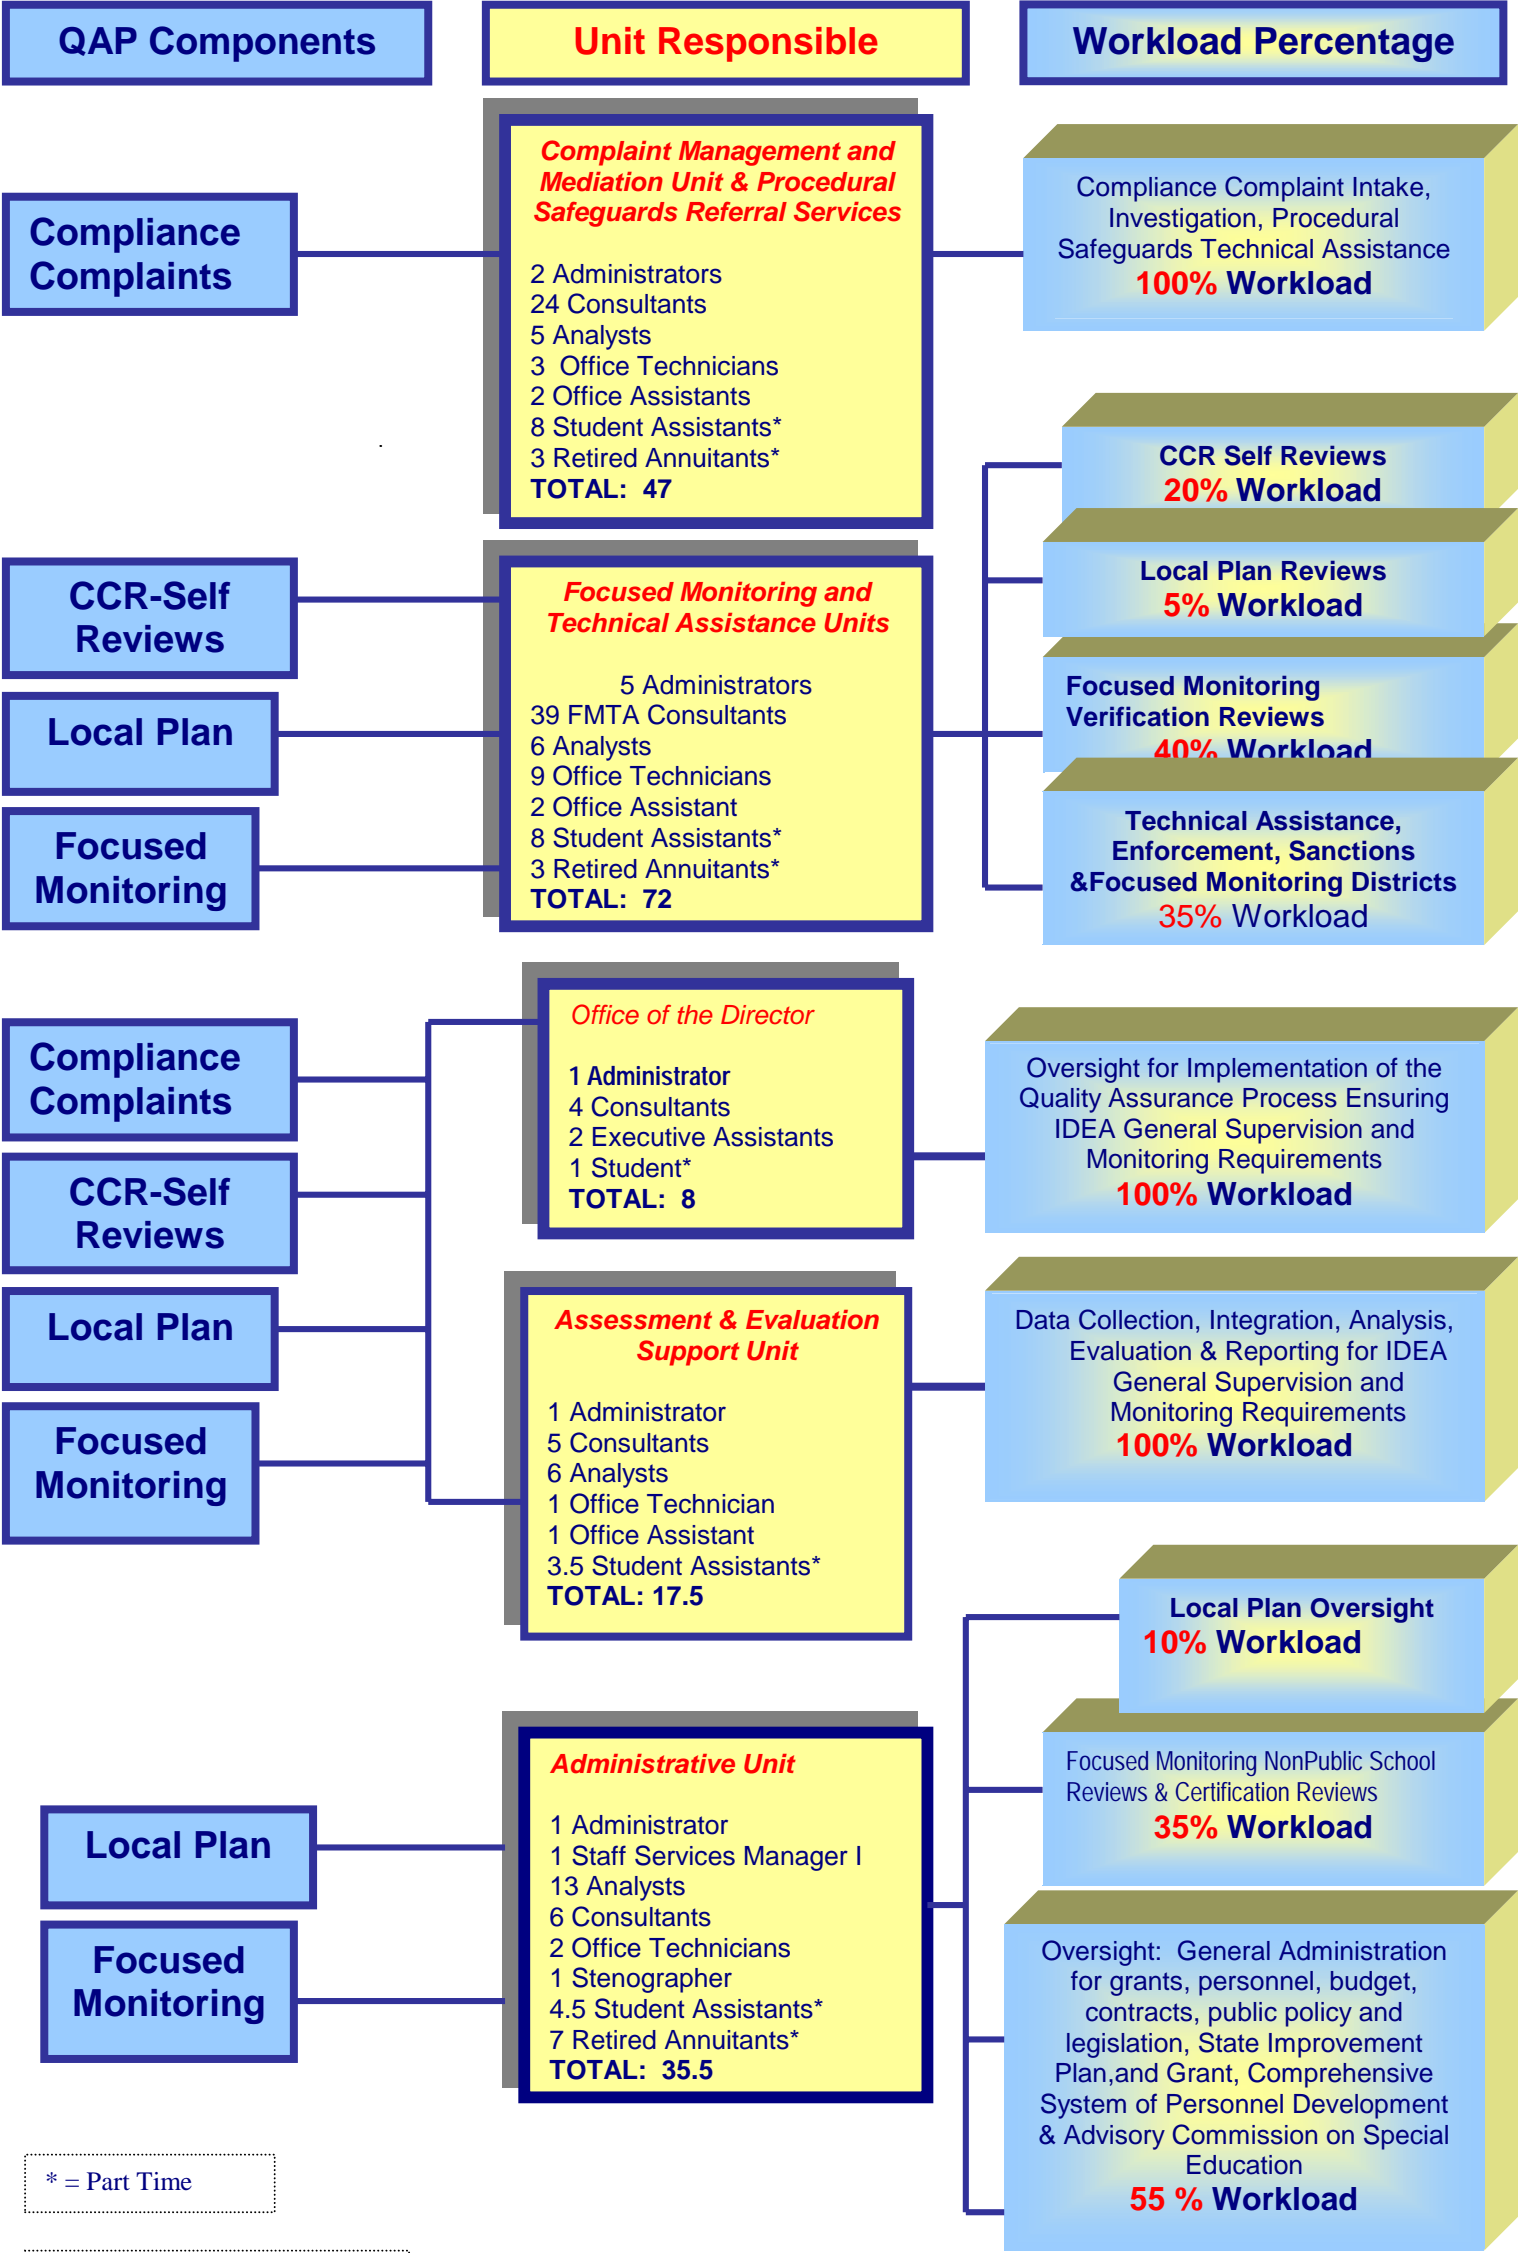 QAP Components
Unit Responsible
Workload Percentage
Compliance
Complaints
Complaint Management and
Mediation Unit & Procedural
Safeguards Referral Services
2 Administrators
24 Consultants
5 Analysts
3  Office Technicians
2 Office Assistants
8 Student Assistants*
3 Retired Annuitants*
TOTAL:  47
Compliance Complaint Intake,
Investigation, Procedural
Safeguards Technical Assistance
100% Workload
.
CCR-Self
Reviews
Local Plan
Focused
Monitoring
Focused Monitoring and
Technical Assistance Units
5 Administrators
39 FMTA Consultants
6 Analysts
9 Office Technicians
2 Office Assistant
8 Student Assistants*
3 Retired Annuitants*
TOTAL:  72
CCR Self Reviews
20% Workload
Local Plan Reviews
5% Workload
Focused Monitoring
Verification Reviews
40% Workload
Technical Assistance,
Enforcement, Sanctions
&Focused Monitoring Districts
35% Workload
Compliance
Complaints
CCR-Self
Reviews
Local Plan
Focused
Monitoring
Office of the Director
1 Administrator
4 Consultants
2 Executive Assistants
1 Student*
TOTAL:  8
Oversight for Implementation of the
Quality Assurance Process Ensuring
IDEA General Supervision and
Monitoring Requirements
100% Workload
Assessment & Evaluation
Support Unit
1 Administrator
5 Consultants
6 Analysts
1 Office Technician
1 Office Assistant
3.5 Student Assistants*
TOTAL: 17.5
Data Collection, Integration, Analysis,
Evaluation & Reporting for IDEA
General Supervision and
Monitoring Requirements
100% Workload
Local Plan
Focused
Monitoring
Administrative Unit
1 Administrator
1 Staff Services Manager I
13 Analysts
6 Consultants
2 Office Technicians
1 Stenographer
4.5 Student Assistants*
7 Retired Annuitants*
TOTAL:  35.5
Local Plan Oversight
10% Workload
Focused Monitoring NonPublic School
Reviews & Certification Reviews
35% Workload
Oversight:  General Administration
for grants, personnel, budget,
contracts, public policy and
legislation, State Improvement
Plan,and Grant, Comprehensive
System of Personnel Development
& Advisory Commission on Special
Education
55 % Workload
* = Part Time